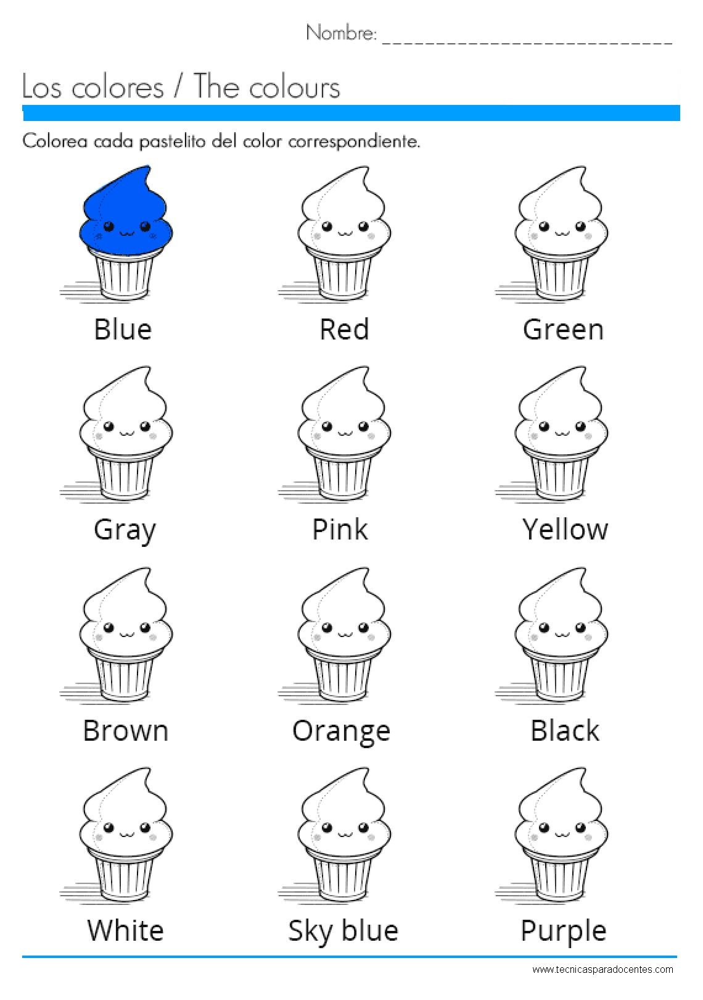 Nombre: ____________________________
Los colores / The colours
Colorea cada pastelito del color correspondiente.
Blue Red Green
Gray Pink Yellow
Brown Orange Black
White Sky blue Purple
www.tecnicasparadocentes.com